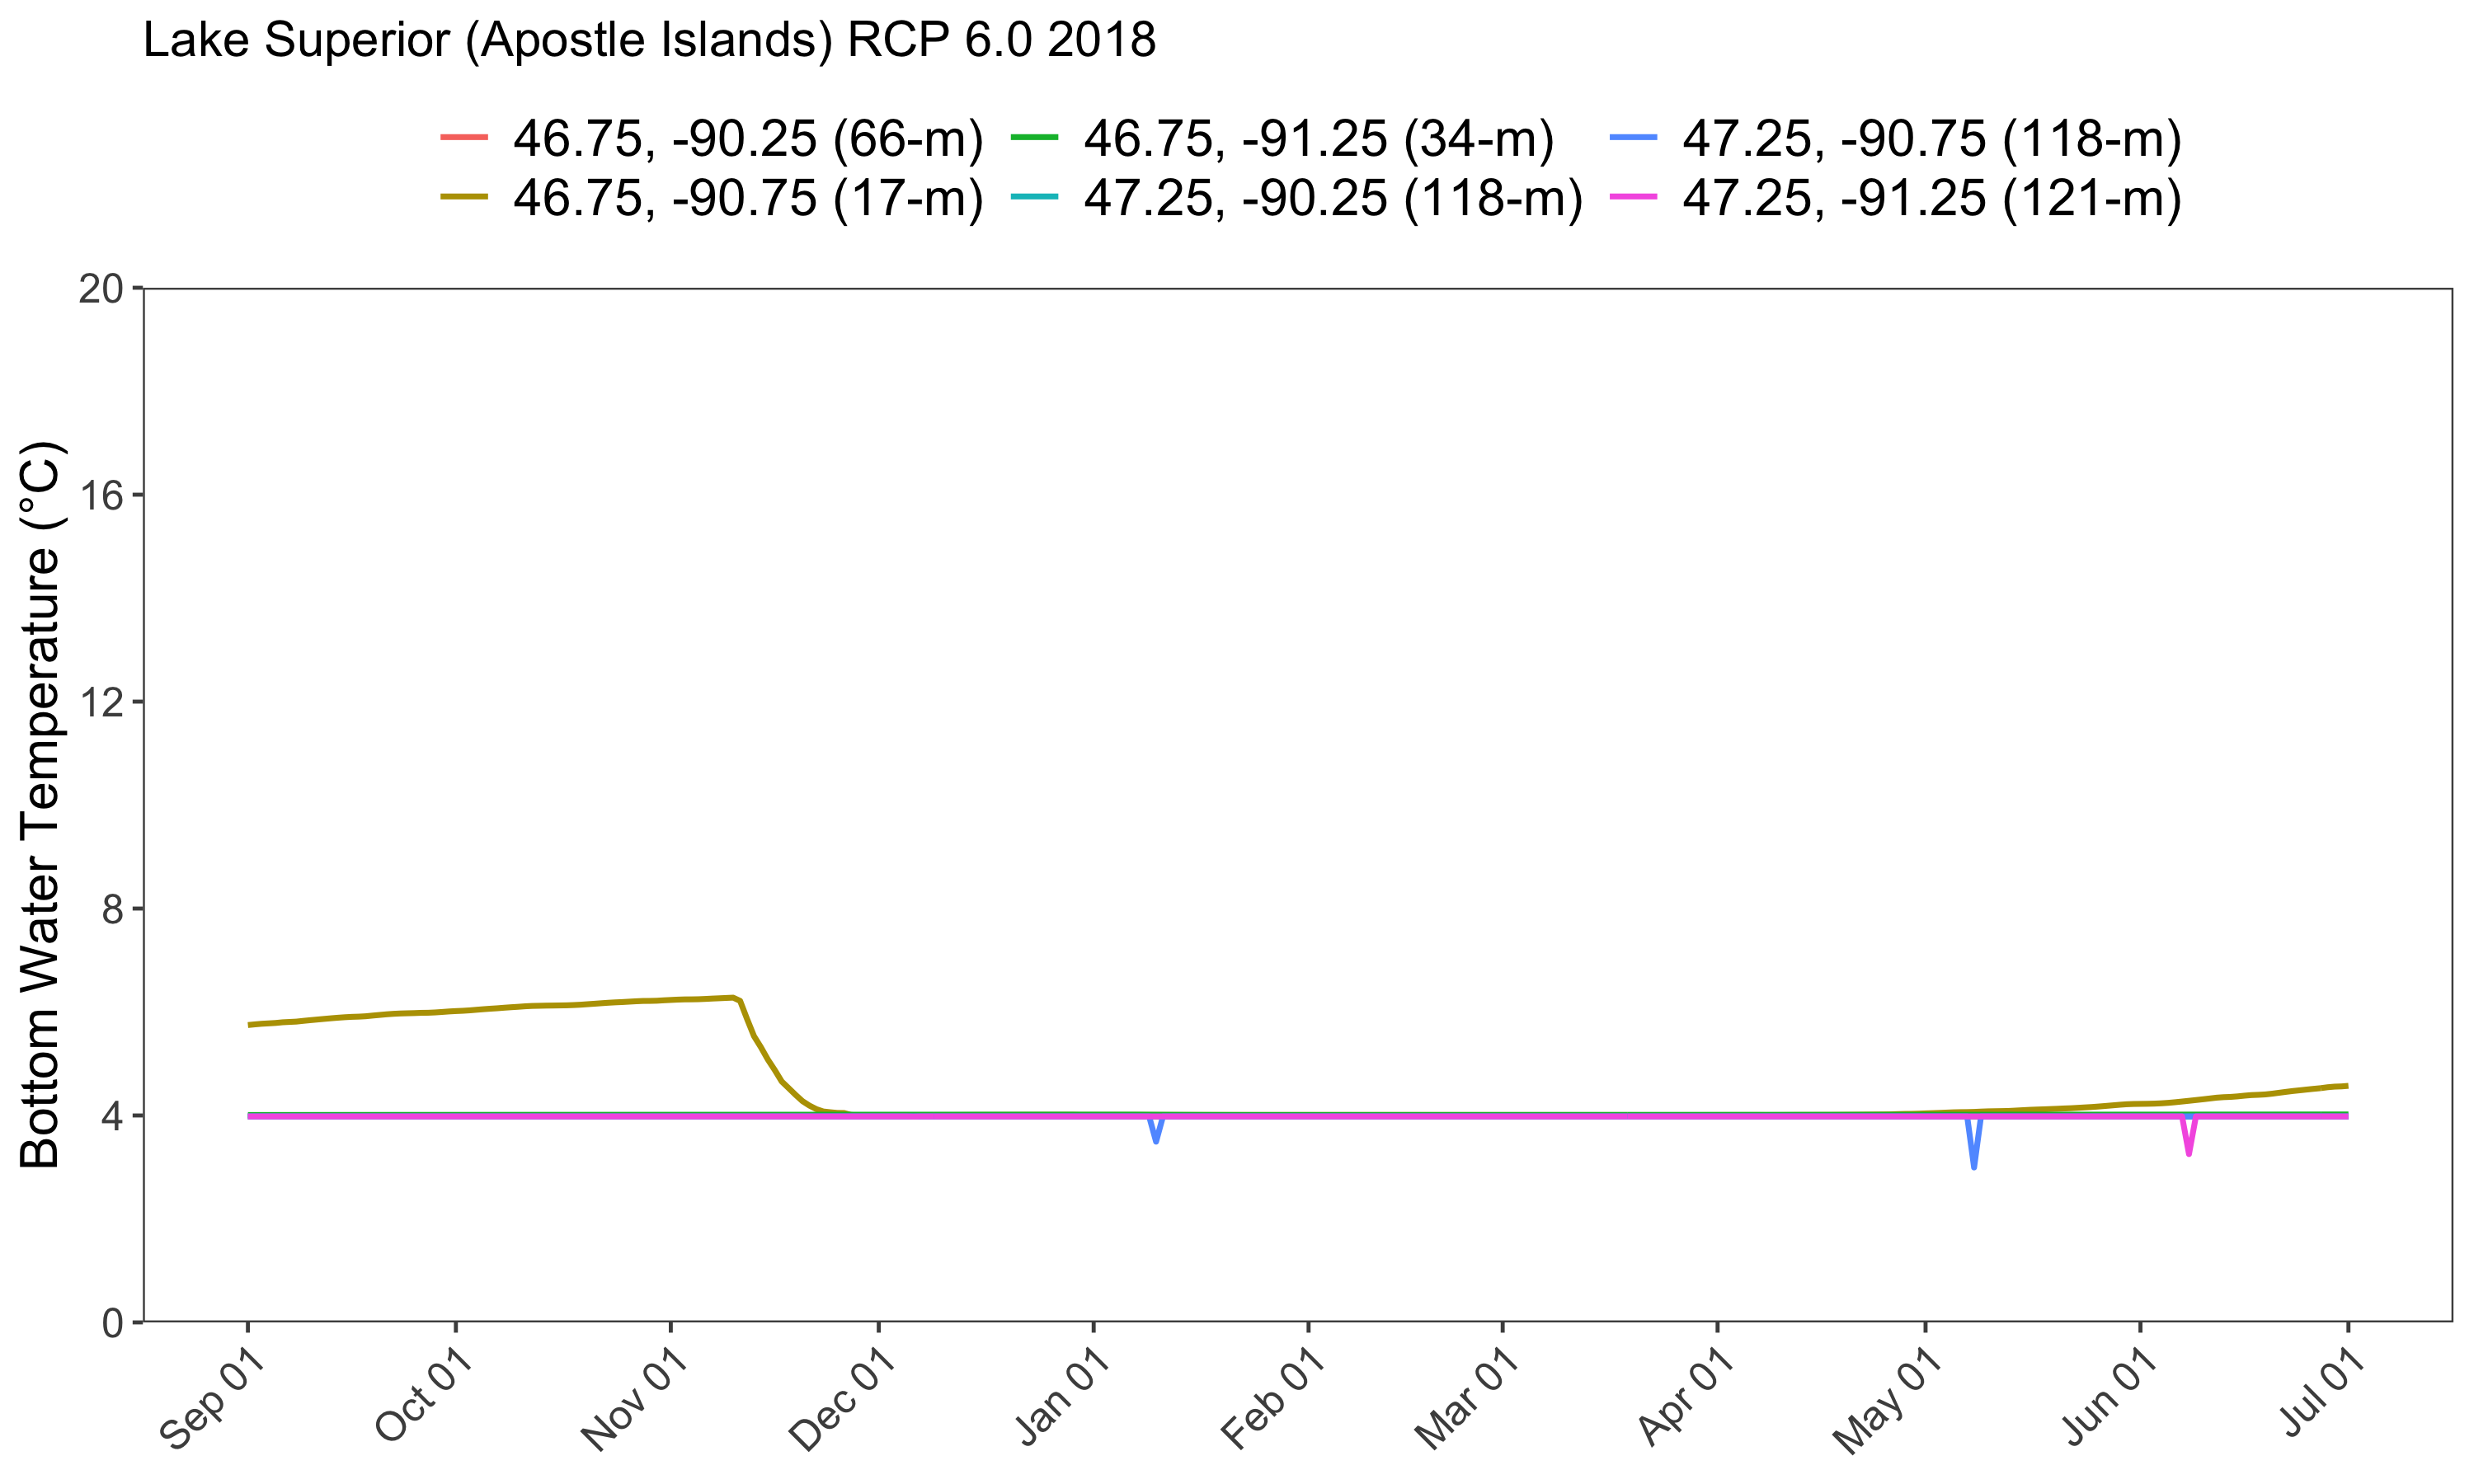 Lake Superior (Apostle Islands) RCP 6.0 2018
46.75, -90.25 (66-m) 46.75, -91.25 (34-m) 47.25, -90.75 (118-m)
46.75, -90.75 (17-m) 47.25, -90.25 (118-m) 47.25, -91.25 (121-m)
Bottom Water Temperature (°C)
20
16
12
8
4
0
Sep 01 Oct 01 Nov 01 Dec 01 Jan 01 Feb 01 Mar 01 Apr 01 May 01 Jun 01 Jul 01